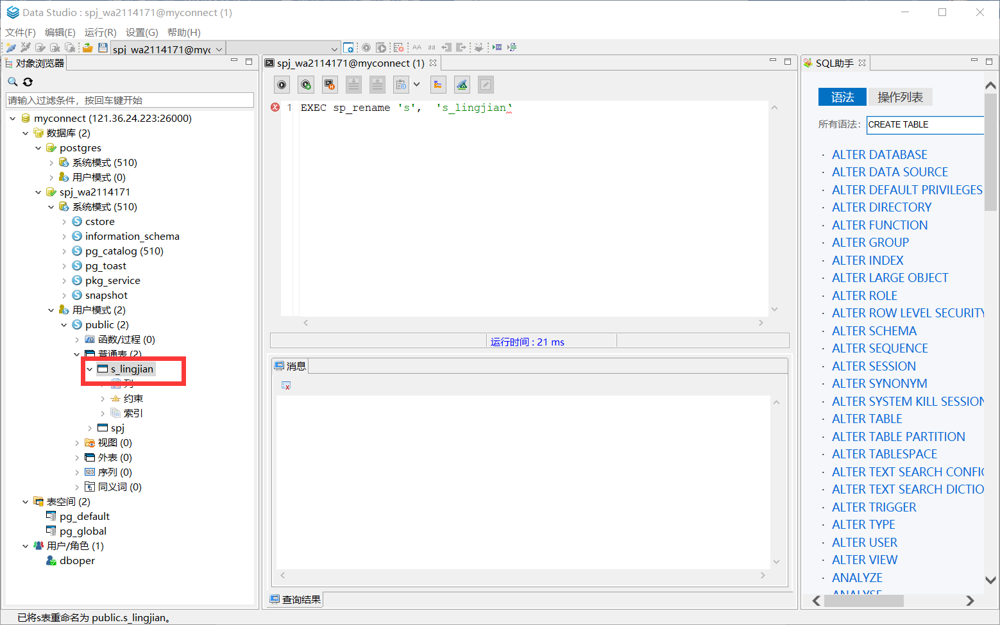 Data Studio : spj_wa2114171@myconnect (1)
文件(F) 编辑(E) 运行(R) 设置(G) 帮助(H)
spj_wa2114171@myc
对象浏览器
请输入过滤条件，按回车键开始
myconnect (121.36.24.223:26000)
数据库 (2)
postgres
系统模式 (510)
用户模式 (0)
spj_wa2114171
系统模式 (510)
cstore
information_schema
pg_catalog (510)
pg_toast
pkg_service
snapshot
用户模式 (2)
public (2)
函数/过程 (0)
普通表 (2)
s_lingjian
列
约束
索引
spj
视图 (0)
外表 (0)
序列 (0)
同义词 (0)
表空间 (2)
pg_default
pg_global
用户/角色 (1)
dboper
已将s表重命名为 public.s_lingjian。
spj_wa2114171@myconnect (1)
1 EXEC sp_rename 's',  's_lingjian‘
运行时间 : 21 ms
消息
查询结果
SQL助手
语法 操作列表
所有语法: CREATE TABLE
· ALTER DATABASE
· ALTER DATA SOURCE
· ALTER DEFAULT PRIVILEGES
· ALTER DIRECTORY
· ALTER FUNCTION
· ALTER GROUP
· ALTER INDEX
· ALTER LARGE OBJECT
· ALTER ROLE
· ALTER ROW LEVEL SECURITY
· ALTER SCHEMA
· ALTER SEQUENCE
· ALTER SESSION
· ALTER SYNONYM
· ALTER SYSTEM KILL SESSION
· ALTER TABLE
· ALTER TABLE PARTITION
· ALTER TABLESPACE
· ALTER TEXT SEARCH CONFIG
· ALTER TEXT SEARCH DICTIO
· ALTER TRIGGER
· ALTER TYPE
· ALTER USER
· ALTER VIEW
· ANALYZE
· ANALYSE